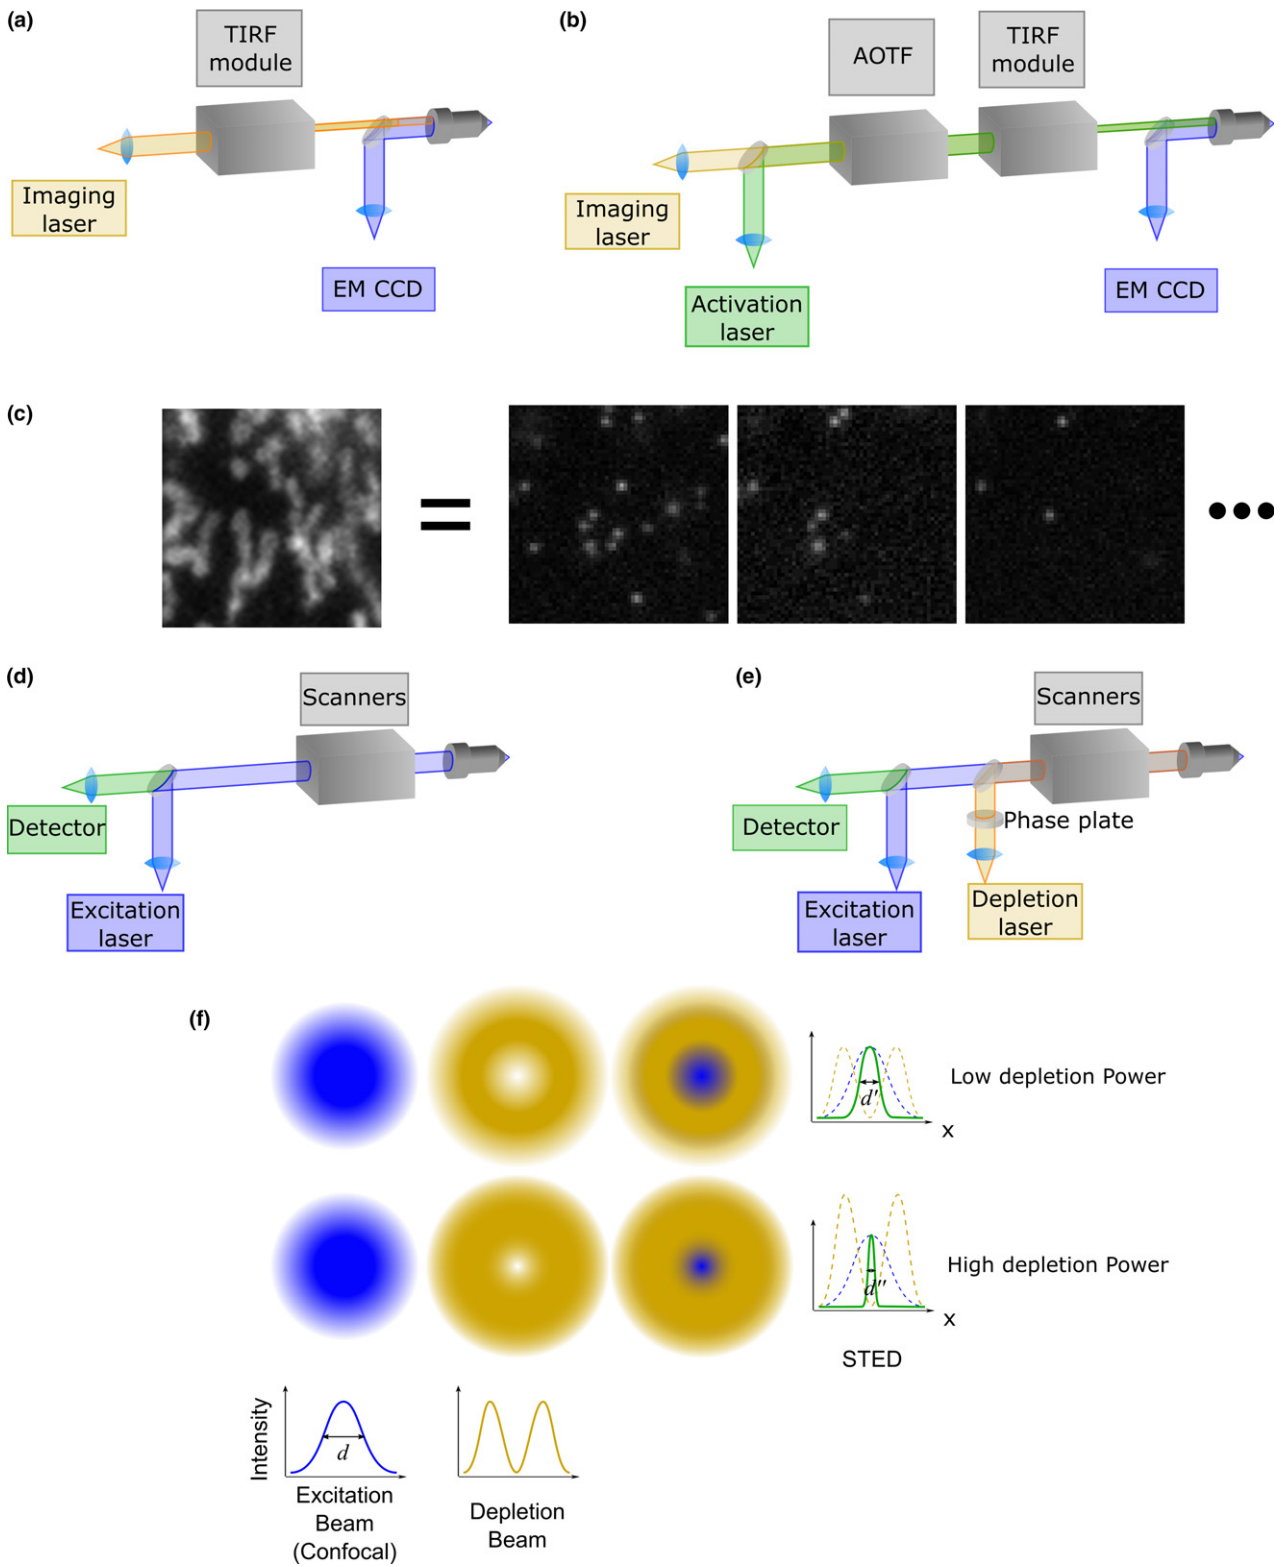 (a)
TIRF
module
Imaging
laser
EM CCD
(b)
AOTF
TIRF
module
Imaging
laser
Activation
laser
EM CCD
(c)
(d)
Scanners
Detector
Excitation
laser
(e)
Scanners
Detector
Phase plate
Excitation
laser
Depletion
laser
(f)
d'
x
Low depletion Power
d''
x
High depletion Power
STED
Intensity
d
Excitation
Beam
(Confocal)
Depletion
Beam